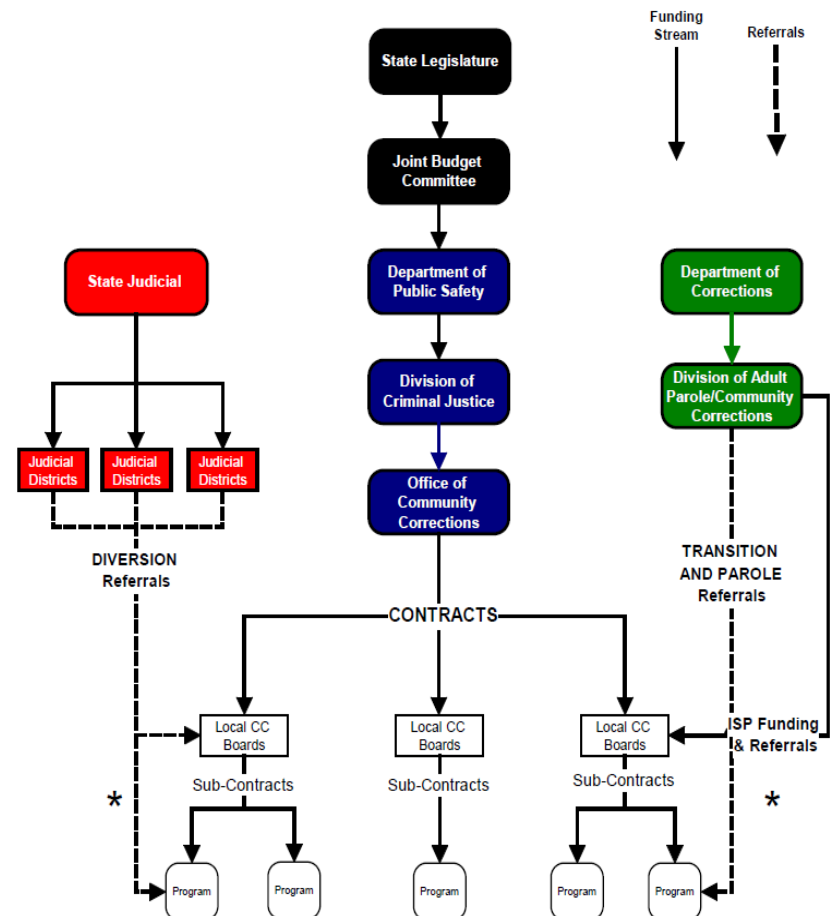 Funding
Stream
Referrals
State Legislature
Joint Budget
Committee
State Judicial
Department of
Public Safety
Department of
Corrections
Division of
Criminal Justice
Division of Adult
Parole/Community
Corrections
Judicial
Districts
Judicial
Districts
Judicial
Districts
Office of
Community
Corrections
DIVERSION
Referrals
TRANSITION
AND PAROLE
Referrals
CONTRACTS
Local CC
Boards
Local CC
Boards
Local CC
Boards
ISP Funding
& Referrals
Sub-Contracts
Sub-Contracts
Sub-Contracts
*
*
Program
Program
Program
Program
Program